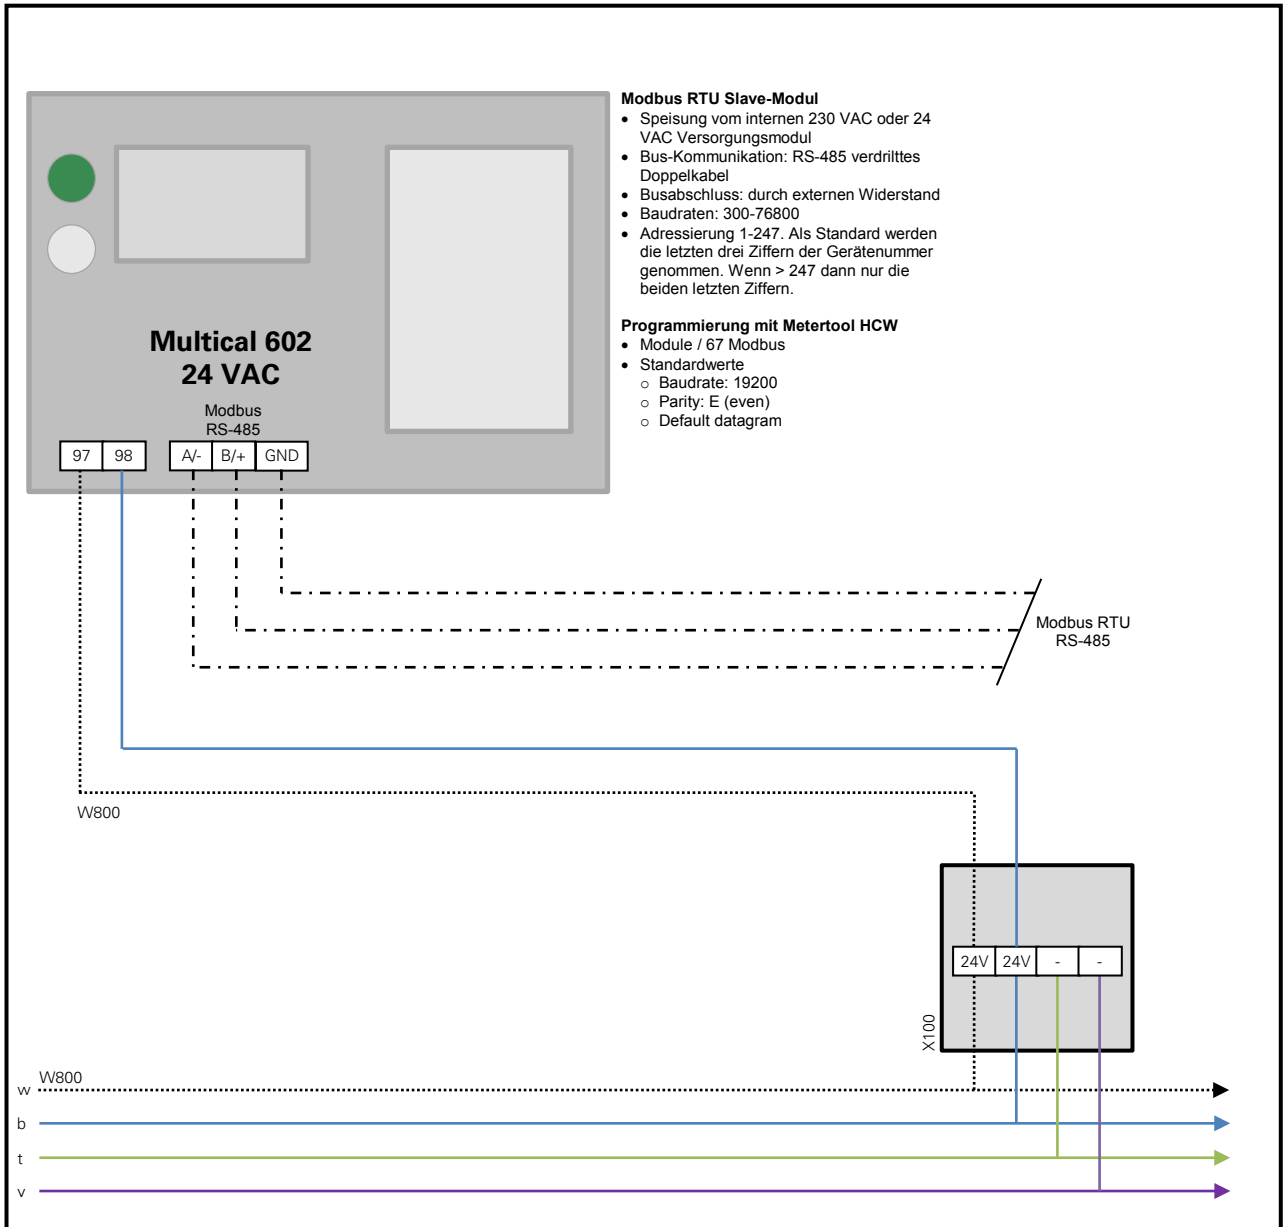 Modbus RTU Slave-Modul
• Speisung vom internen 230 VAC oder 24
VAC Versorgungsmodul
• Bus-Kommunikation: RS-485 verdrilttes
Doppelkabel
• Busabschluss: durch externen Widerstand
• Baudraten: 300-76800
• Adressierung 1-247. Als Standard werden
die letzten drei Ziffern der Gerätenummer
genommen. Wenn > 247 dann nur die
beiden letzten Ziffern.
Programmierung mit Metertool HCW
• Module / 67 Modbus
• Standardwerte
○ Baudrate: 19200
○ Parity: E (even)
○ Default datagram
Multical 602
24 VAC
Modbus
RS-485
97 98 A/- B/+ GND
Modbus RTU
RS-485
W800
24V 24V - -
X100
W800
w
b
t
v